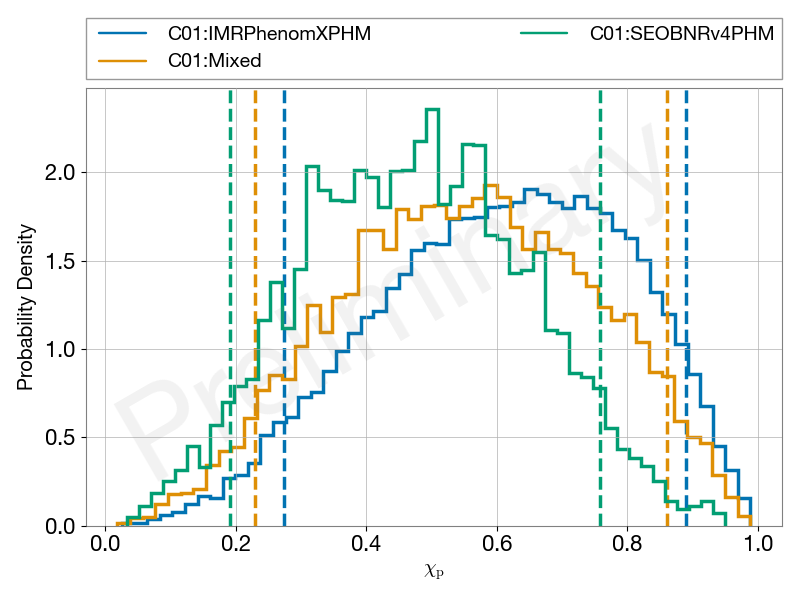 C01:IMRPhenomXPHM
C01:SEOBNRv4PHM
C01:Mixed
Preliminary
Probability Density
2.0
1.5
1.0
0.5
0.0
0.0 0.2 0.4 0.6 0.8 1.0
χp